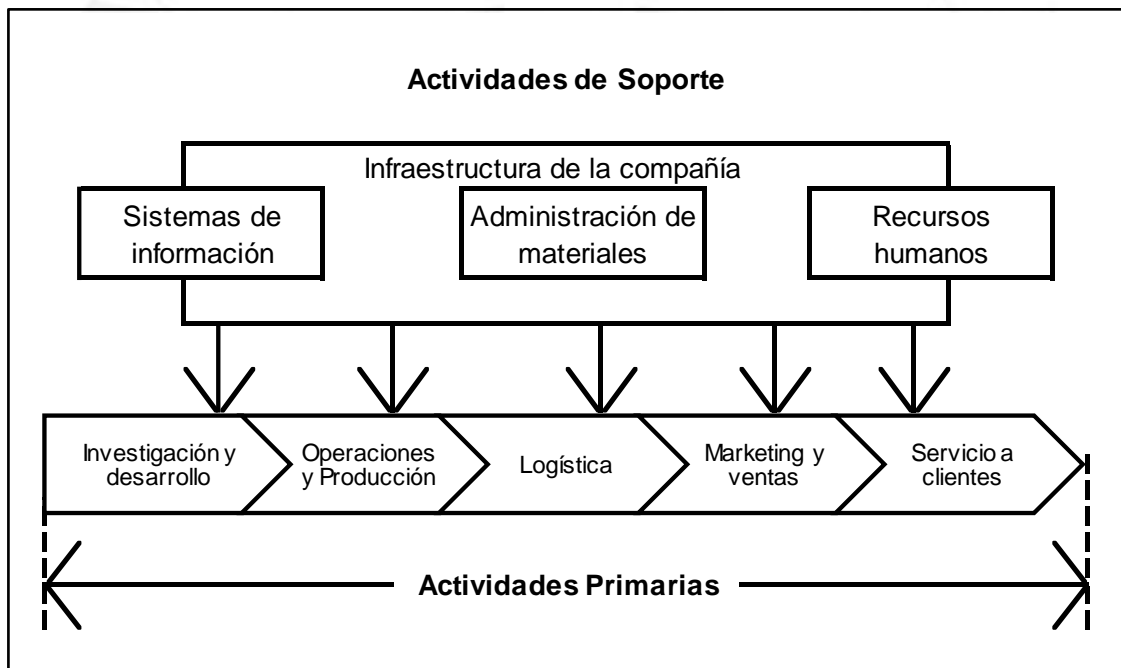 Actividades de Soporte
Infraestructura de la compañía
Sistemas de
información
Administración de
materiales
Recursos
humanos
Investigación y
desarrollo
Operaciones
y Producción
Logística
Marketing y
ventas
Servicio a
clientes
Actividades Primarias